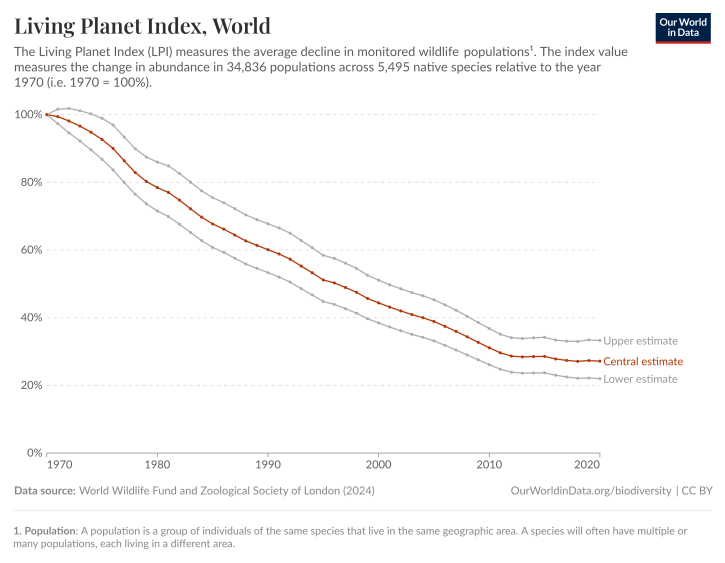 Living Planet Index, World
Our World
in Data
The Living Planet Index (LPI) measures the average decline in monitored wildlife populations¹. The index value
measures the change in abundance in 34,836 populations across 5,495 native species relative to the year
1970 (i.e. 1970 = 100%).
100%
80%
60%
40%
20%
0%
Upper estimate
Central estimate
Lower estimate
1970 1980 1990 2000 2010 2020
Data source: World Wildlife Fund and Zoological Society of London (2024)
OurWorldinData.org/biodiversity | CC BY
1. Population: A population is a group of individuals of the same species that live in the same geographic area. A species will often have multiple or
many populations, each living in a different area.